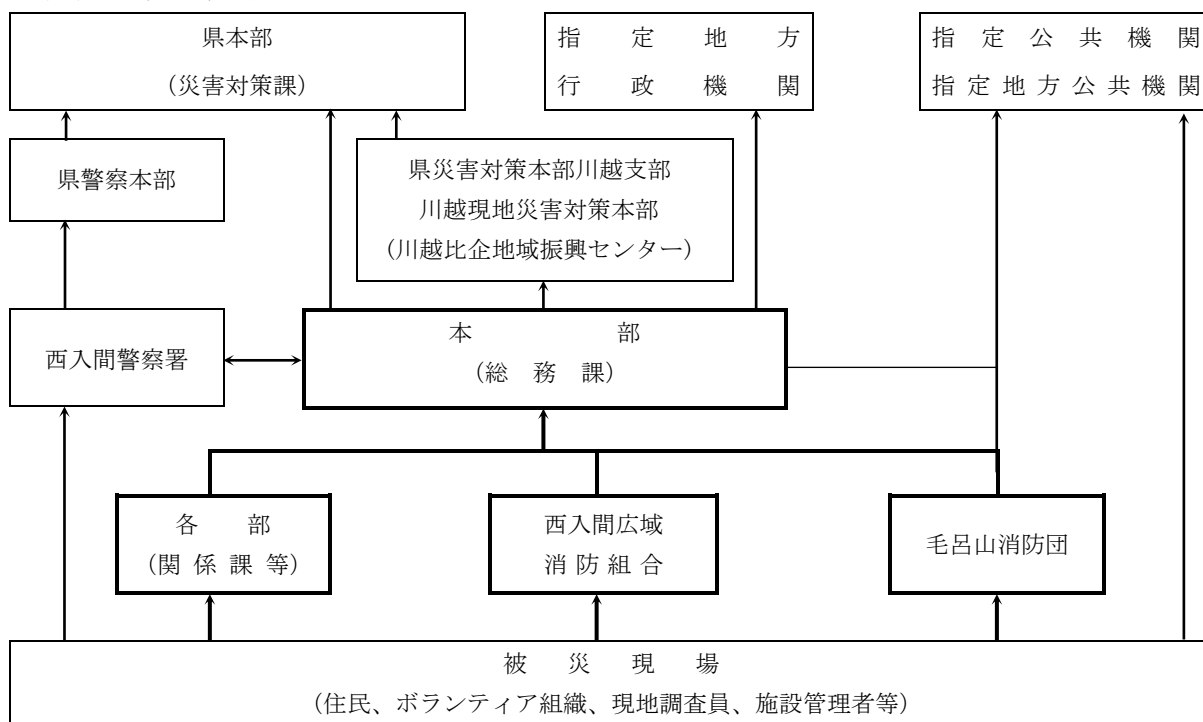 県本部
(災害対策課)
指定地方
行政機関
指定公共機関
指定地方公共機関
県警察本部
県災害対策本部川越支部
川越現地災害対策本部
(川越比企地域振興センター)
西入間警察署
本部
(総務課)
各部
(関係課等)
西入間広域
消防組合
毛呂山消防団
被災現場
(住民、ボランティア組織、現地調査員、施設管理者等)